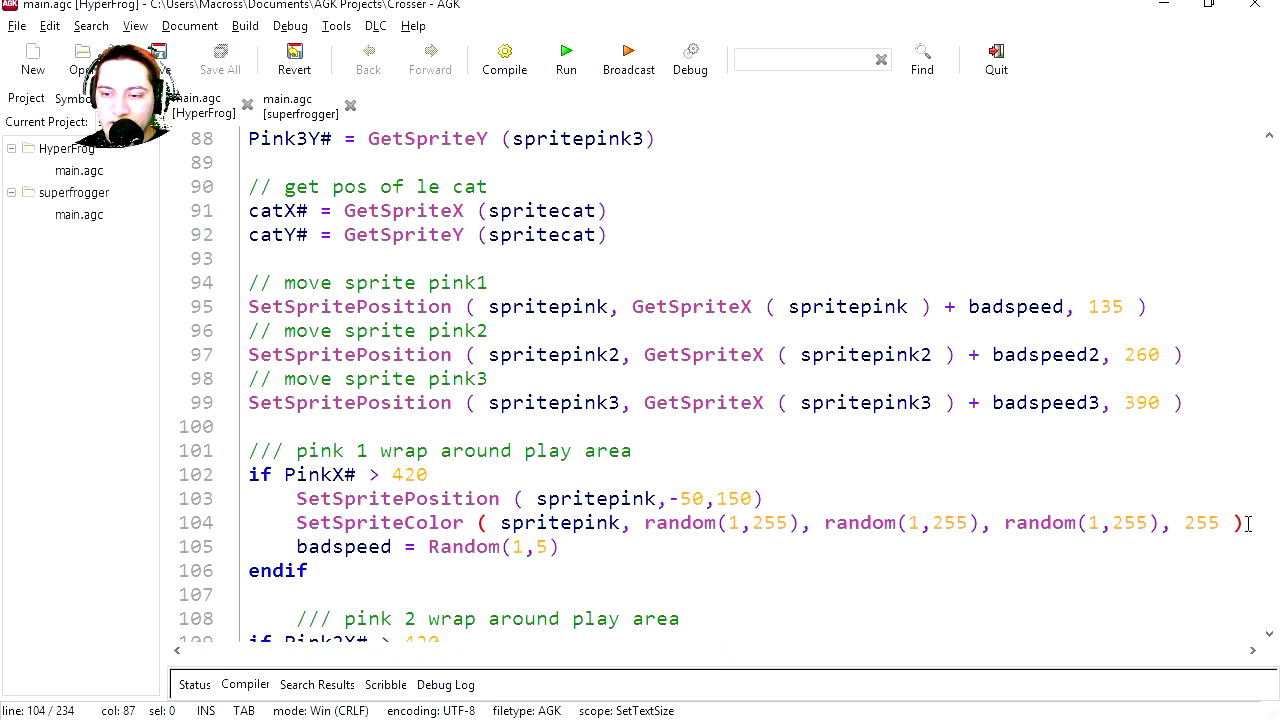 main.agc [HyperFrog] - C:\Users\Macross\Documents\AGK Projects\Crosser - AGK
File Edit Search View Document Build Debug Tools DLC Help
New Save All Revert Back Forward Compile Run Broadcast Debug Find Quit
Project main.agc [HyperFrog] main.agc [superfrogger]
Current Project:
HyperFrog
main.agc
superfrogger
main.agc
88 Pink3Y# = GetSpriteY (spritepink3)
89
90 // get pos of le cat
91 catX# = GetSpriteX (spritecat)
92 catY# = GetSpriteY (spritecat)
93
94 // move sprite pink1
95 SetSpritePosition ( spritepink, GetSpriteX ( spritepink ) + badspeed, 135 )
96 // move sprite pink2
97 SetSpritePosition ( spritepink2, GetSpriteX ( spritepink2 ) + badspeed2, 260 )
98 // move sprite pink3
99 SetSpritePosition ( spritepink3, GetSpriteX ( spritepink3 ) + badspeed3, 390 )
100
101 /// pink 1 wrap around play area
102 if PinkX# > 420
103 SetSpritePosition ( spritepink,-50,150)
104 SetSpriteColor ( spritepink, random(1,255), random(1,255), random(1,255), 255 )
105 badspeed = Random(1,5)
106 endif
107
108 /// pink 2 wrap around play area
109 if Pink2X# > 420
Status Compiler Search Results Scribble Debug Log
line: 104 / 234 col: 87 sel: 0 INS TAB mode: Win (CRLF) encoding: UTF-8 filetype: AGK scope: SetTextSize